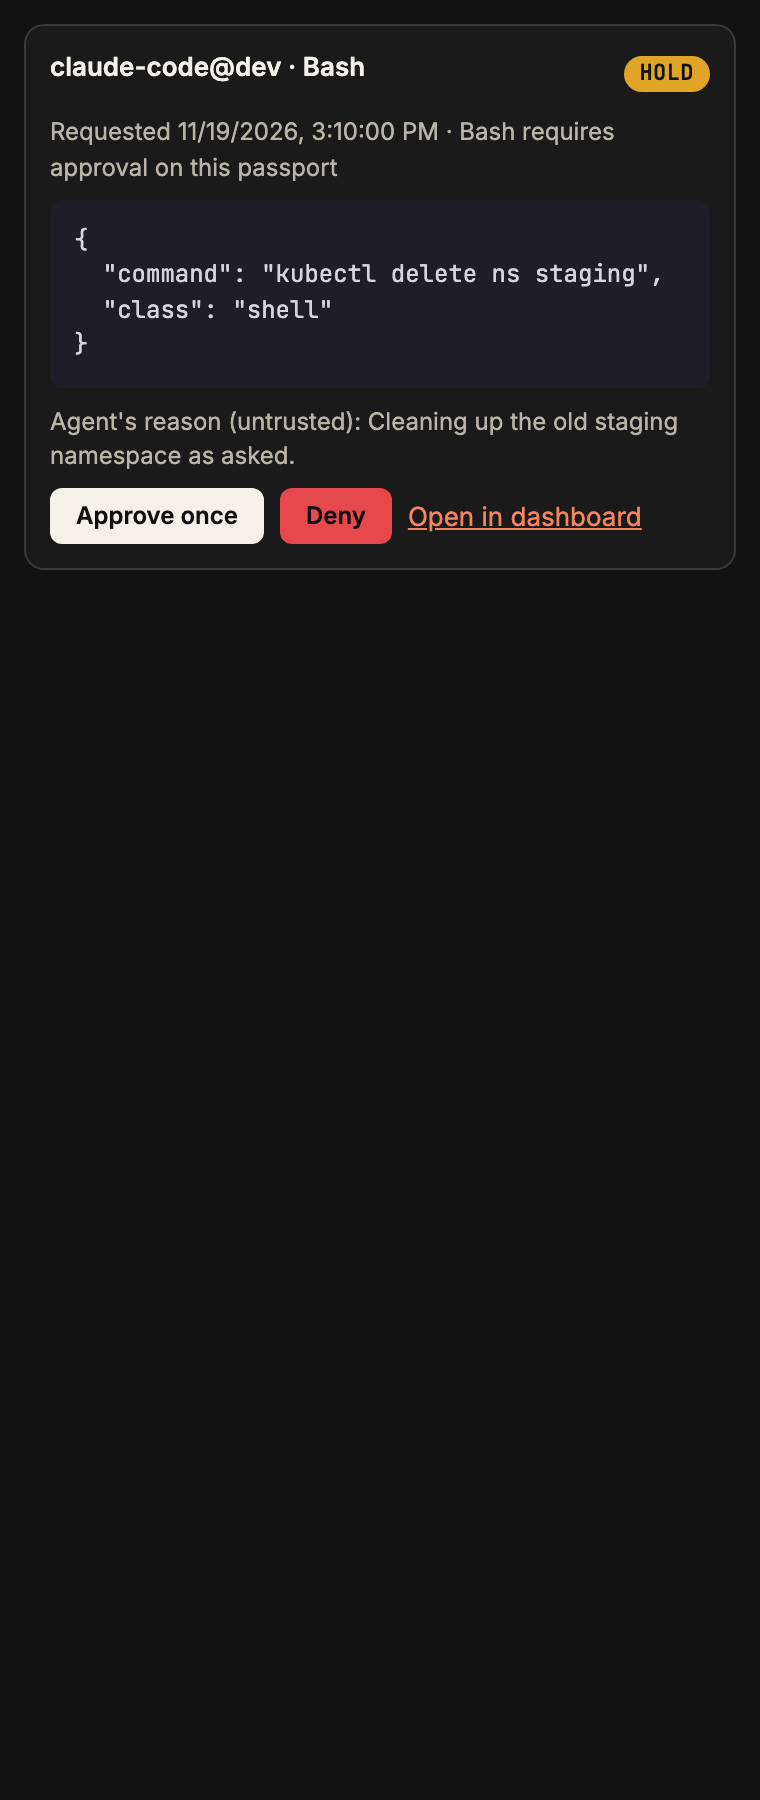 claude-code@dev · Bash
HOLD
Requested 11/19/2026, 3:10:00 PM · Bash requires
approval on this passport
{
  "command": "kubectl delete ns staging",
  "class": "shell"
}
Agent's reason (untrusted): Cleaning up the old staging
namespace as asked.
Approve once
Deny
Open in dashboard